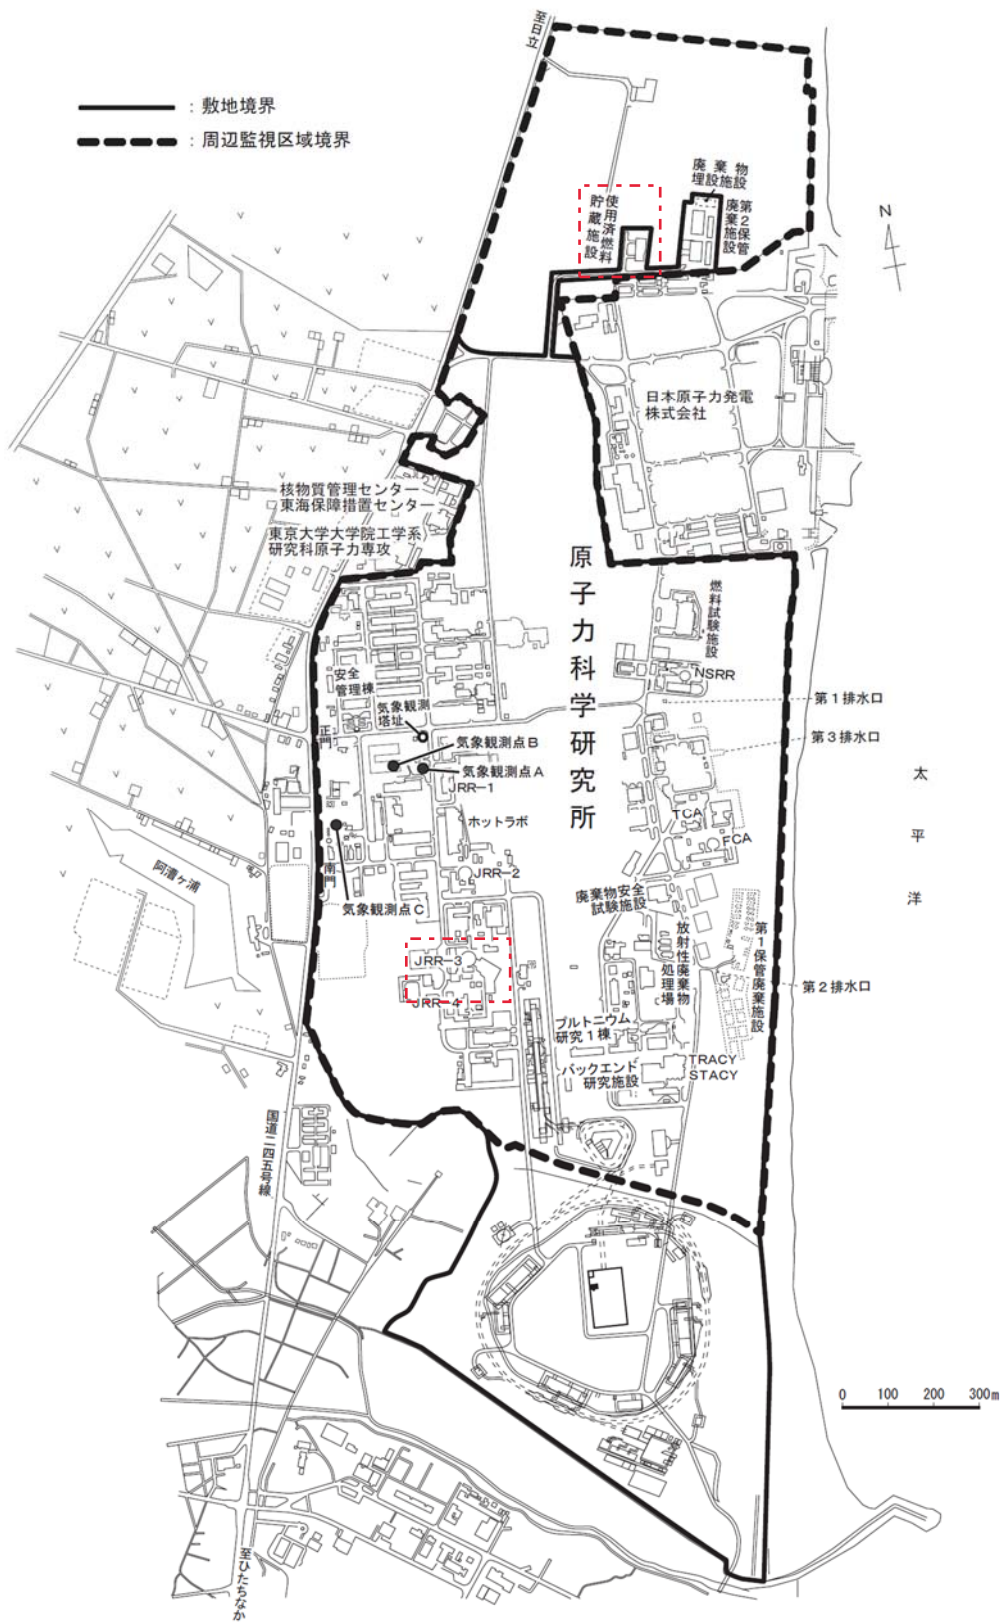 至日立
：敷地境界
：周辺監視区域境界
廃棄物
埋設施設
使用済燃料
貯蔵施設
第2保管
廃棄施設
N
日本原子力発電
株式会社
核物質管理センター
東海保障措置センター
東京大学大学院工学系
研究科原子力専攻
原子力科学研究所
燃料試験施設
NSRR
安全
管理棟
第1排水口
気象観測
塔址
正門
気象観測点B
第3排水口
気象観測点A
JRR-1
太平洋
TCA
ホットラボ
FCA
阿漕ヶ浦
南門
JRR-2
廃棄物安全
試験施設
気象観測点C
放射性廃棄物
処理場
第1保管廃棄施設
JRR-3
第2排水口
JRR-4
プルトニウム
研究1棟
TRACY
STACY
バックエンド
研究施設
国道二四五号線
0 100 200 300m
至ひたちなか